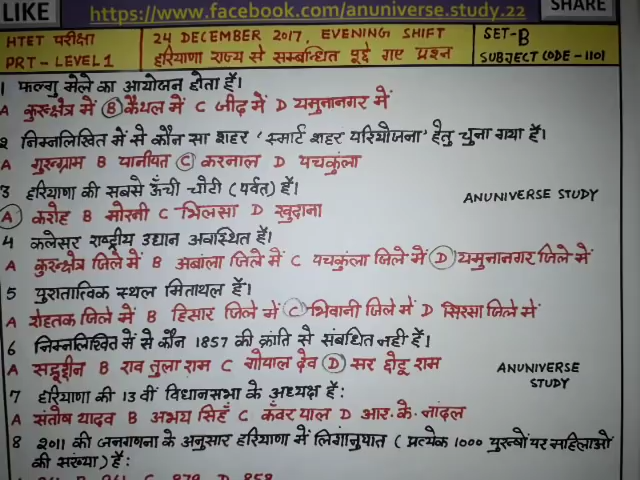 LIKE https://www.facebook.com/anuniverse.study.22 SHARE
HTET परीक्षा 24 DECEMBER 2017, EVENING SHIFT SET-B
PRT - LEVEL 1 हरियाणा राज्य से सम्बन्धित पूछे गए प्रश्न SUBJECT CODE - 1101
1 फल्गु मेले का आयोजन होता हैं।
A कुरूक्षेत्र में B कैंथल में C जींद में D यमुनानगर में
2 निम्नलिखित में से कौन सा शहर 'स्मार्ट शहर परियोजना' हेतु चुना गया हैं।
A गुरुग्राम B पानीपत C करनाल D पंचकुला
3 हरियाणा की सबसे ऊँची चोटी (पर्वत) हैं।
ANUNIVERSE STUDY
A करोह B मोरनी C भिलसा D खुदाना
4 कलेसर राष्ट्रीय उद्यान अवस्थित हैं।
A कुरुक्षेत्र जिले में B अंबाला जिले में C पंचकुंला जिले में D यमुनानगर जिले में
5 पुरातात्विक स्थल मिताथल हैं।
A रोहतक जिले में B हिसार जिले में C भिवानी जिले में D सिरसा जिले में
6 निम्नलिखित में से कौन 1857 की क्रांति से संबधित नही हैं।
A सद्रूद्दीन B राव तुला राम C गोपाल देव D सर छोटू राम
ANUNIVERSE
STUDY
7 हरियाणा की 13 वीं विधानसभा के अध्यक्ष हैं:
A संतोष यादव B अभय सिंहँ C कँवर पाल D आर. के. नांदल
8 2011 की जनगणना के अनुसार हरियाणा में लिगांनुपात ( प्रत्येक 1000 पुरुषों पर महिलाओं
की संख्या ) हैं:
C 879 D 858